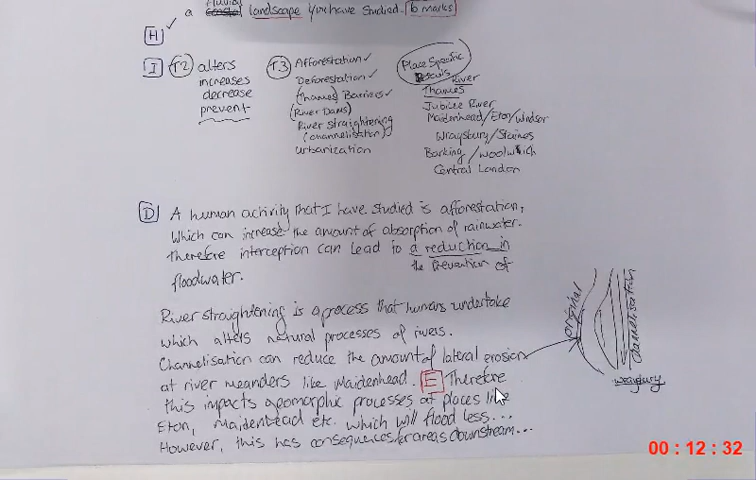 a ~~coastal~~ landscape you have studied. [6 marks]
H ✓
I T2 alters
increases
decrease
prevent
T3 Afforestation ✓
Deforestation ✓
(Thames) Barriers ✓
(River Dams)
River straightening
(channelisation)
urbanization
Place Specific
Details River
Thames
Jubilee River
Maidenhead/Eton/Windsor
Wraysbury/Staines
Barking/woolwich
Central London
D A human activity that I have studied is afforestation,
which can increase the amount of absorption of rainwater.
Therefore interception can lead to a reduction in
the prevention of
floodwater.
River straightening is a process that humans undertake
which alters natural processes of rivers.
Channelisation can reduce the amount of lateral erosion
at river meanders like Maidenhead. E Therefore
this impacts geomorphic processes at places like
Eton, Maidenhead etc. which will flood less...
However, this has consequences for areas downstream...
original
channelisation
wraysbury
00:12:32